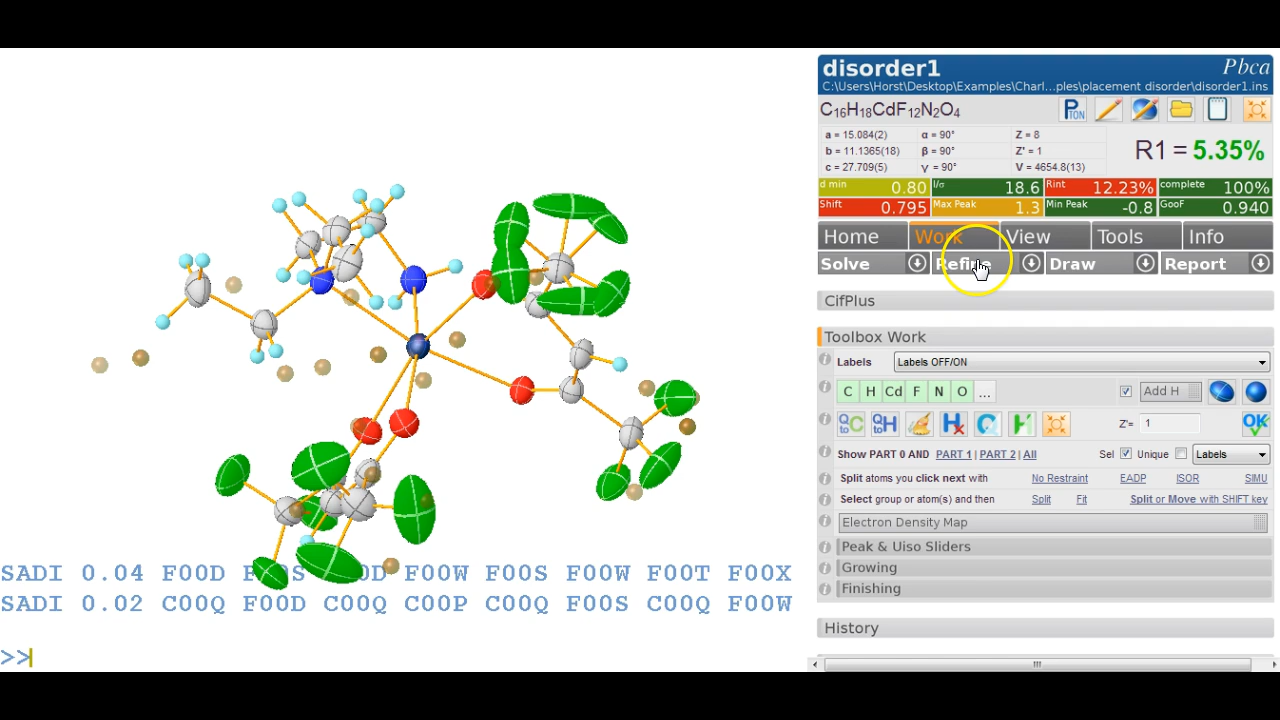 disorder1 Pbca
C:\Users\Horst\Desktop\Examples\Charl...ples\placement disorder\disorder1.ins
C16H18CdF12N2O4
a = 15.084(2) α = 90° Z = 8
b = 11.1365(18) β = 90° Z' = 1
c = 27.709(5) γ = 90° V = 4654.8(13)
R1 = 5.35%
d min 0.80 I/σ 18.6 Rint 12.23% complete 100%
Shift 0.795 Max Peak 1.3 Min Peak -0.8 GooF 0.940
Home Work View Tools Info
Solve Refine Draw Report
CifPlus
Toolbox Work
Labels Labels OFF/ON
C H Cd F N O ... Add H
QtoC QtoH H Z'= 1 OK
Show PART 0 AND PART 1 | PART 2 | All Sel Unique Labels
Split atoms you click next with No Restraint EADP ISOR SIMU
Select group or atom(s) and then Split Fit Split or Move with SHIFT key
Electron Density Map
Peak & Uiso Sliders
Growing
Finishing
History
SADI 0.04 F00D F00W F00S F00W F00T F00X
SADI 0.02 C00Q F00D C00Q C00P C00Q F00S C00Q F00W
>>